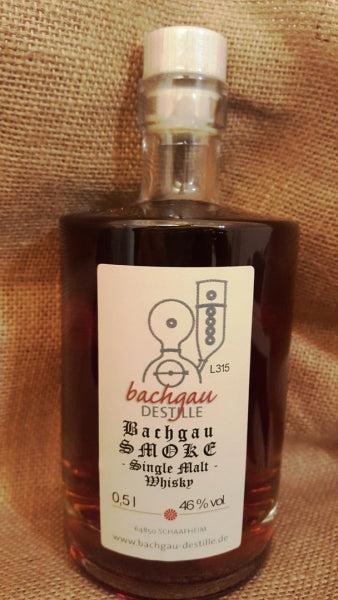 L315
bachgau
DESTILLE
Bachgau
SMOKE
- Single Malt -
Whisky
0,5 l 46 % vol
64850 SCHAAFHEIM
www.bachgau-destille.de